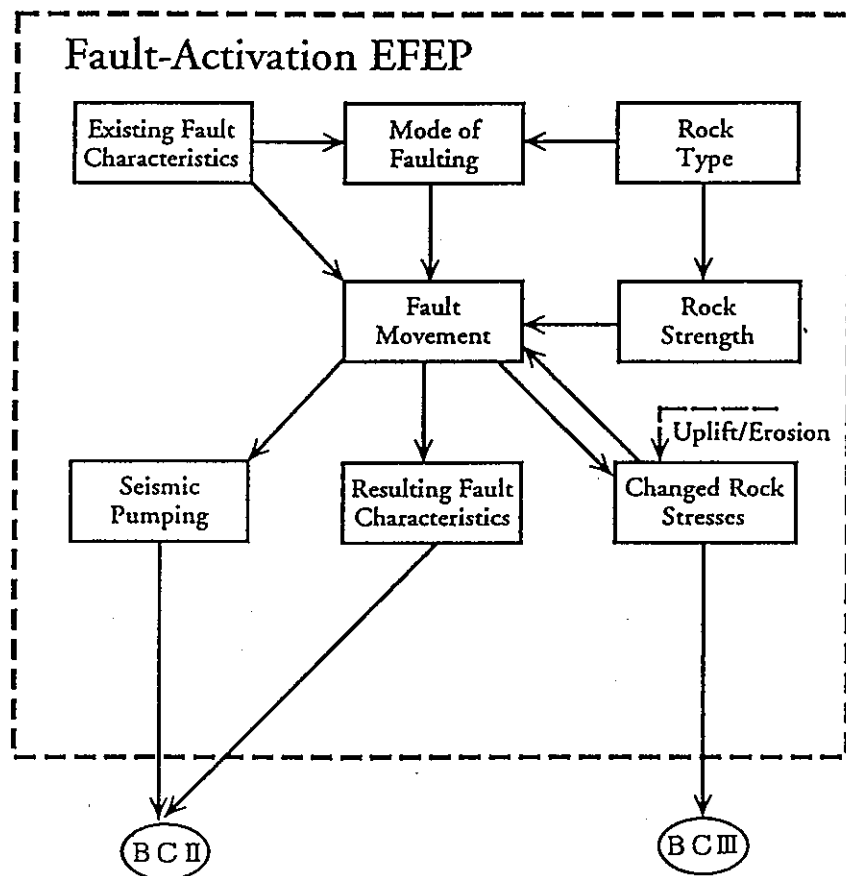 Fault-Activation EFEP
Existing Fault
Characteristics
Mode of
Faulting
Rock
Type
Fault
Movement
Rock
Strength
Uplift/Erosion
Seismic
Pumping
Resulting Fault
Characteristics
Changed Rock
Stresses
B C II
B C III